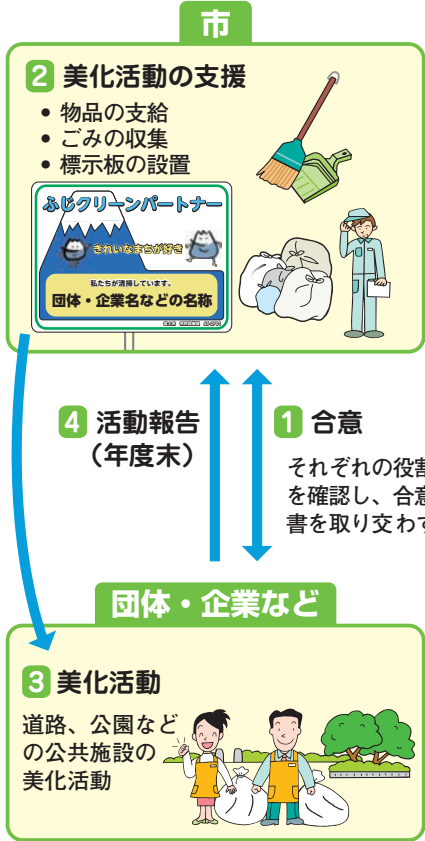 市
2 美化活動の支援
• 物品の支給
• ごみの収集
• 標示板の設置
ふじクリーンパートナー
きれいなまちが好き
私たちが清掃しています。
団体・企業名などの名称
4 活動報告
（年度末）
1 合意
それぞれの役割
を確認し、合意
書を取り交わす
団体・企業など
3 美化活動
道路、公園など
の公共施設の
美化活動